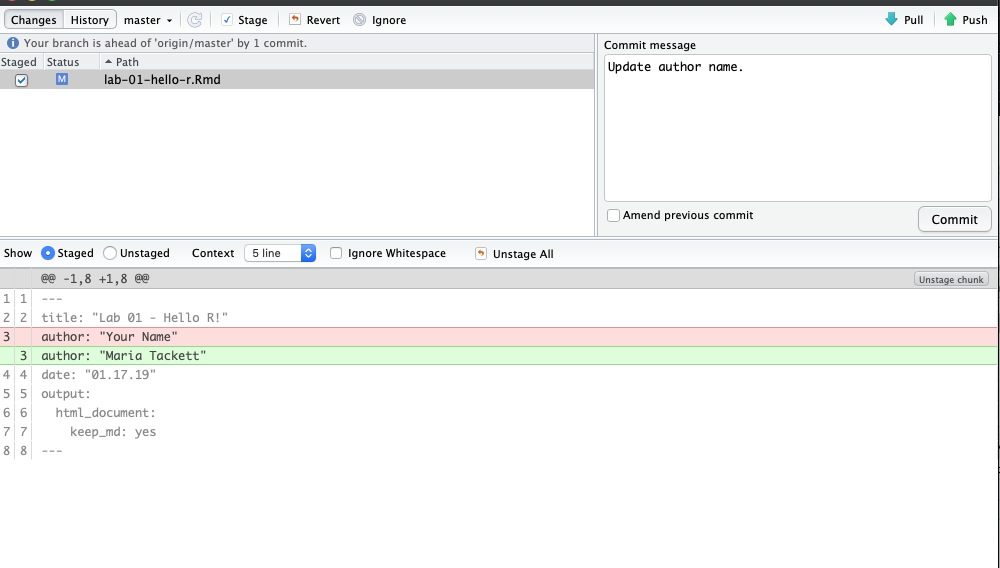 Changes History master Stage Revert Ignore Pull Push
Your branch is ahead of 'origin/master' by 1 commit.
Staged Status Path
M lab-01-hello-r.Rmd
Commit message
Update author name.
Amend previous commit Commit
Show Staged Unstaged Context 5 line Ignore Whitespace Unstage All
@@ -1,8 +1,8 @@ Unstage chunk
1 1 ---
2 2 title: "Lab 01 - Hello R!"
3 author: "Your Name"
3 author: "Maria Tackett"
4 4 date: "01.17.19"
5 5 output:
6 6 html_document:
7 7 keep_md: yes
8 8 ---